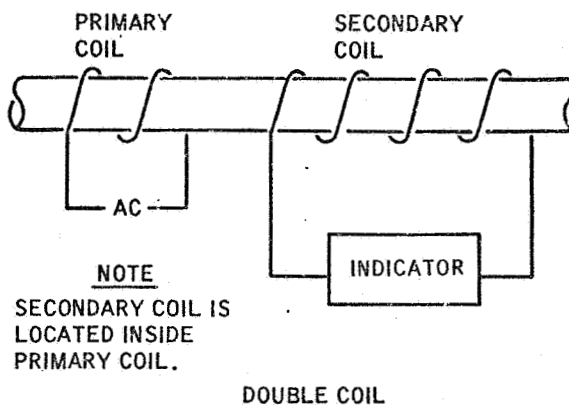 PRIMARY
COIL
SECONDARY
COIL
AC
INDICATOR
NOTE
SECONDARY COIL IS
LOCATED INSIDE
PRIMARY COIL.
DOUBLE COIL